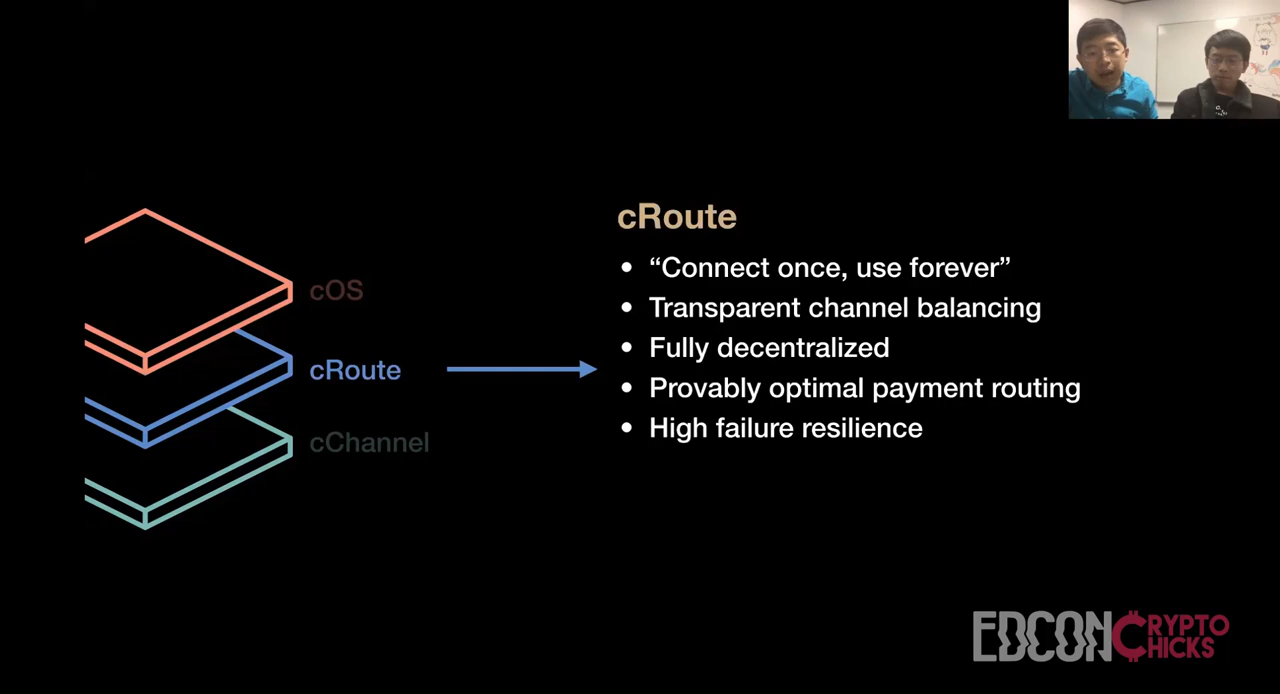 cOS
cRoute
cChannel
cRoute
• “Connect once, use forever”
• Transparent channel balancing
• Fully decentralized
• Provably optimal payment routing
• High failure resilience
EDCON CRYPTO
CHICKS